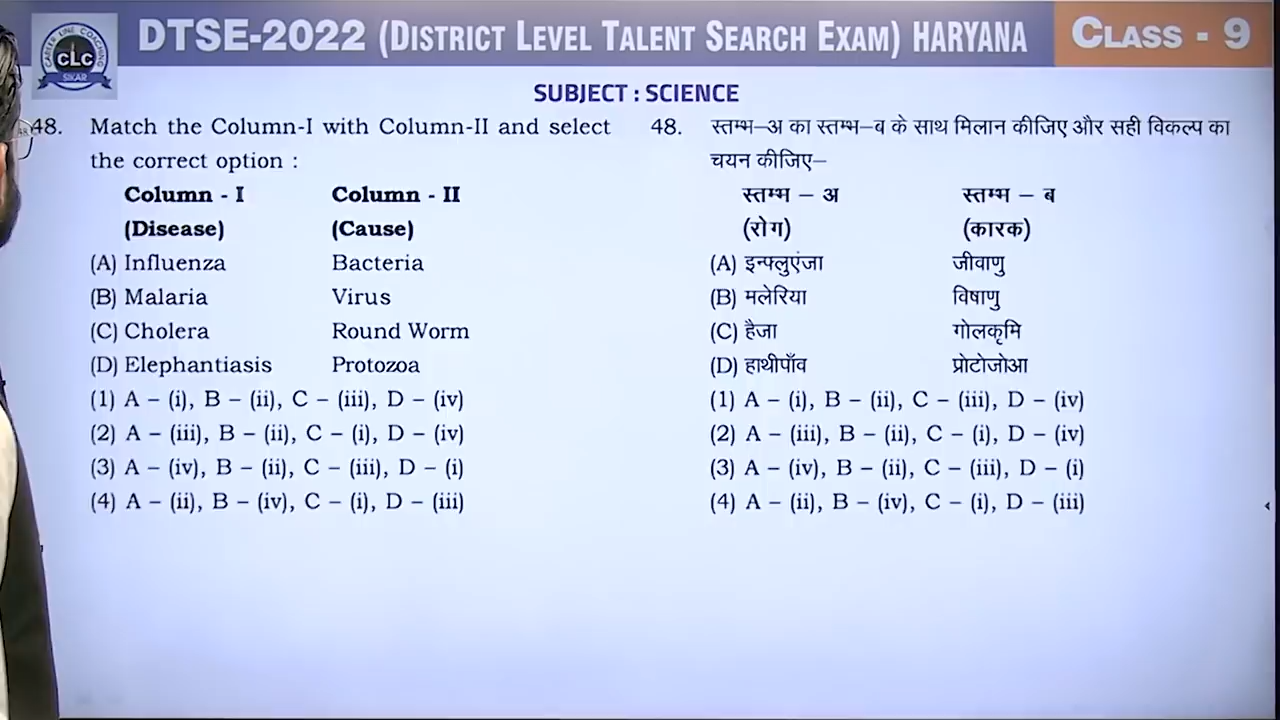 DTSE-2022 (DISTRICT LEVEL TALENT SEARCH EXAM) HARYANA
CLASS - 9
CAREER LINE COACHING
CLC
SIKAR
SUBJECT : SCIENCE
48. Match the Column-I with Column-II and select
the correct option :
Column - I Column - II
(Disease) (Cause)
(A) Influenza Bacteria
(B) Malaria Virus
(C) Cholera Round Worm
(D) Elephantiasis Protozoa
(1) A – (i), B – (ii), C – (iii), D – (iv)
(2) A – (iii), B – (ii), C – (i), D – (iv)
(3) A – (iv), B – (ii), C – (iii), D – (i)
(4) A – (ii), B – (iv), C – (i), D – (iii)
48. स्तम्भ–अ का स्तम्भ–ब के साथ मिलान कीजिए और सही विकल्प का
चयन कीजिए–
स्तम्भ – अ स्तम्भ – ब
(रोग) (कारक)
(A) इन्फ्लुएंजा जीवाणु
(B) मलेरिया विषाणु
(C) हैजा गोलकृमि
(D) हाथीपाँव प्रोटोजोआ
(1) A – (i), B – (ii), C – (iii), D – (iv)
(2) A – (iii), B – (ii), C – (i), D – (iv)
(3) A – (iv), B – (ii), C – (iii), D – (i)
(4) A – (ii), B – (iv), C – (i), D – (iii)